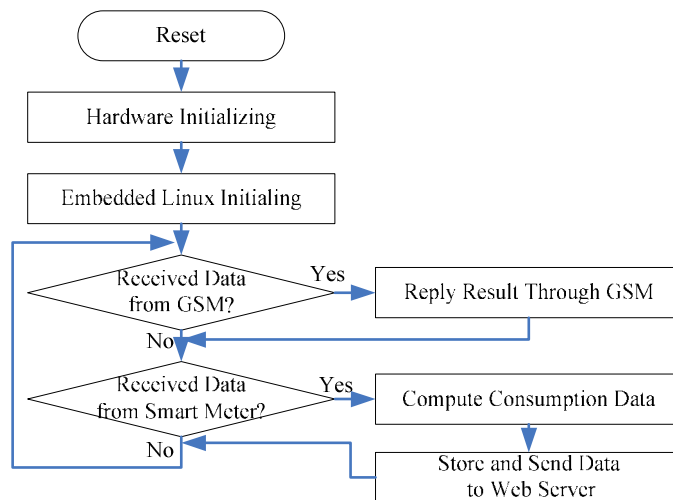 Reset
Hardware Initializing
Embedded Linux Initialing
Received Data
from GSM?
Yes
Reply Result Through GSM
No
Received Data
from Smart Meter?
Yes
Compute Consumption Data
No
Store and Send Data
to Web Server